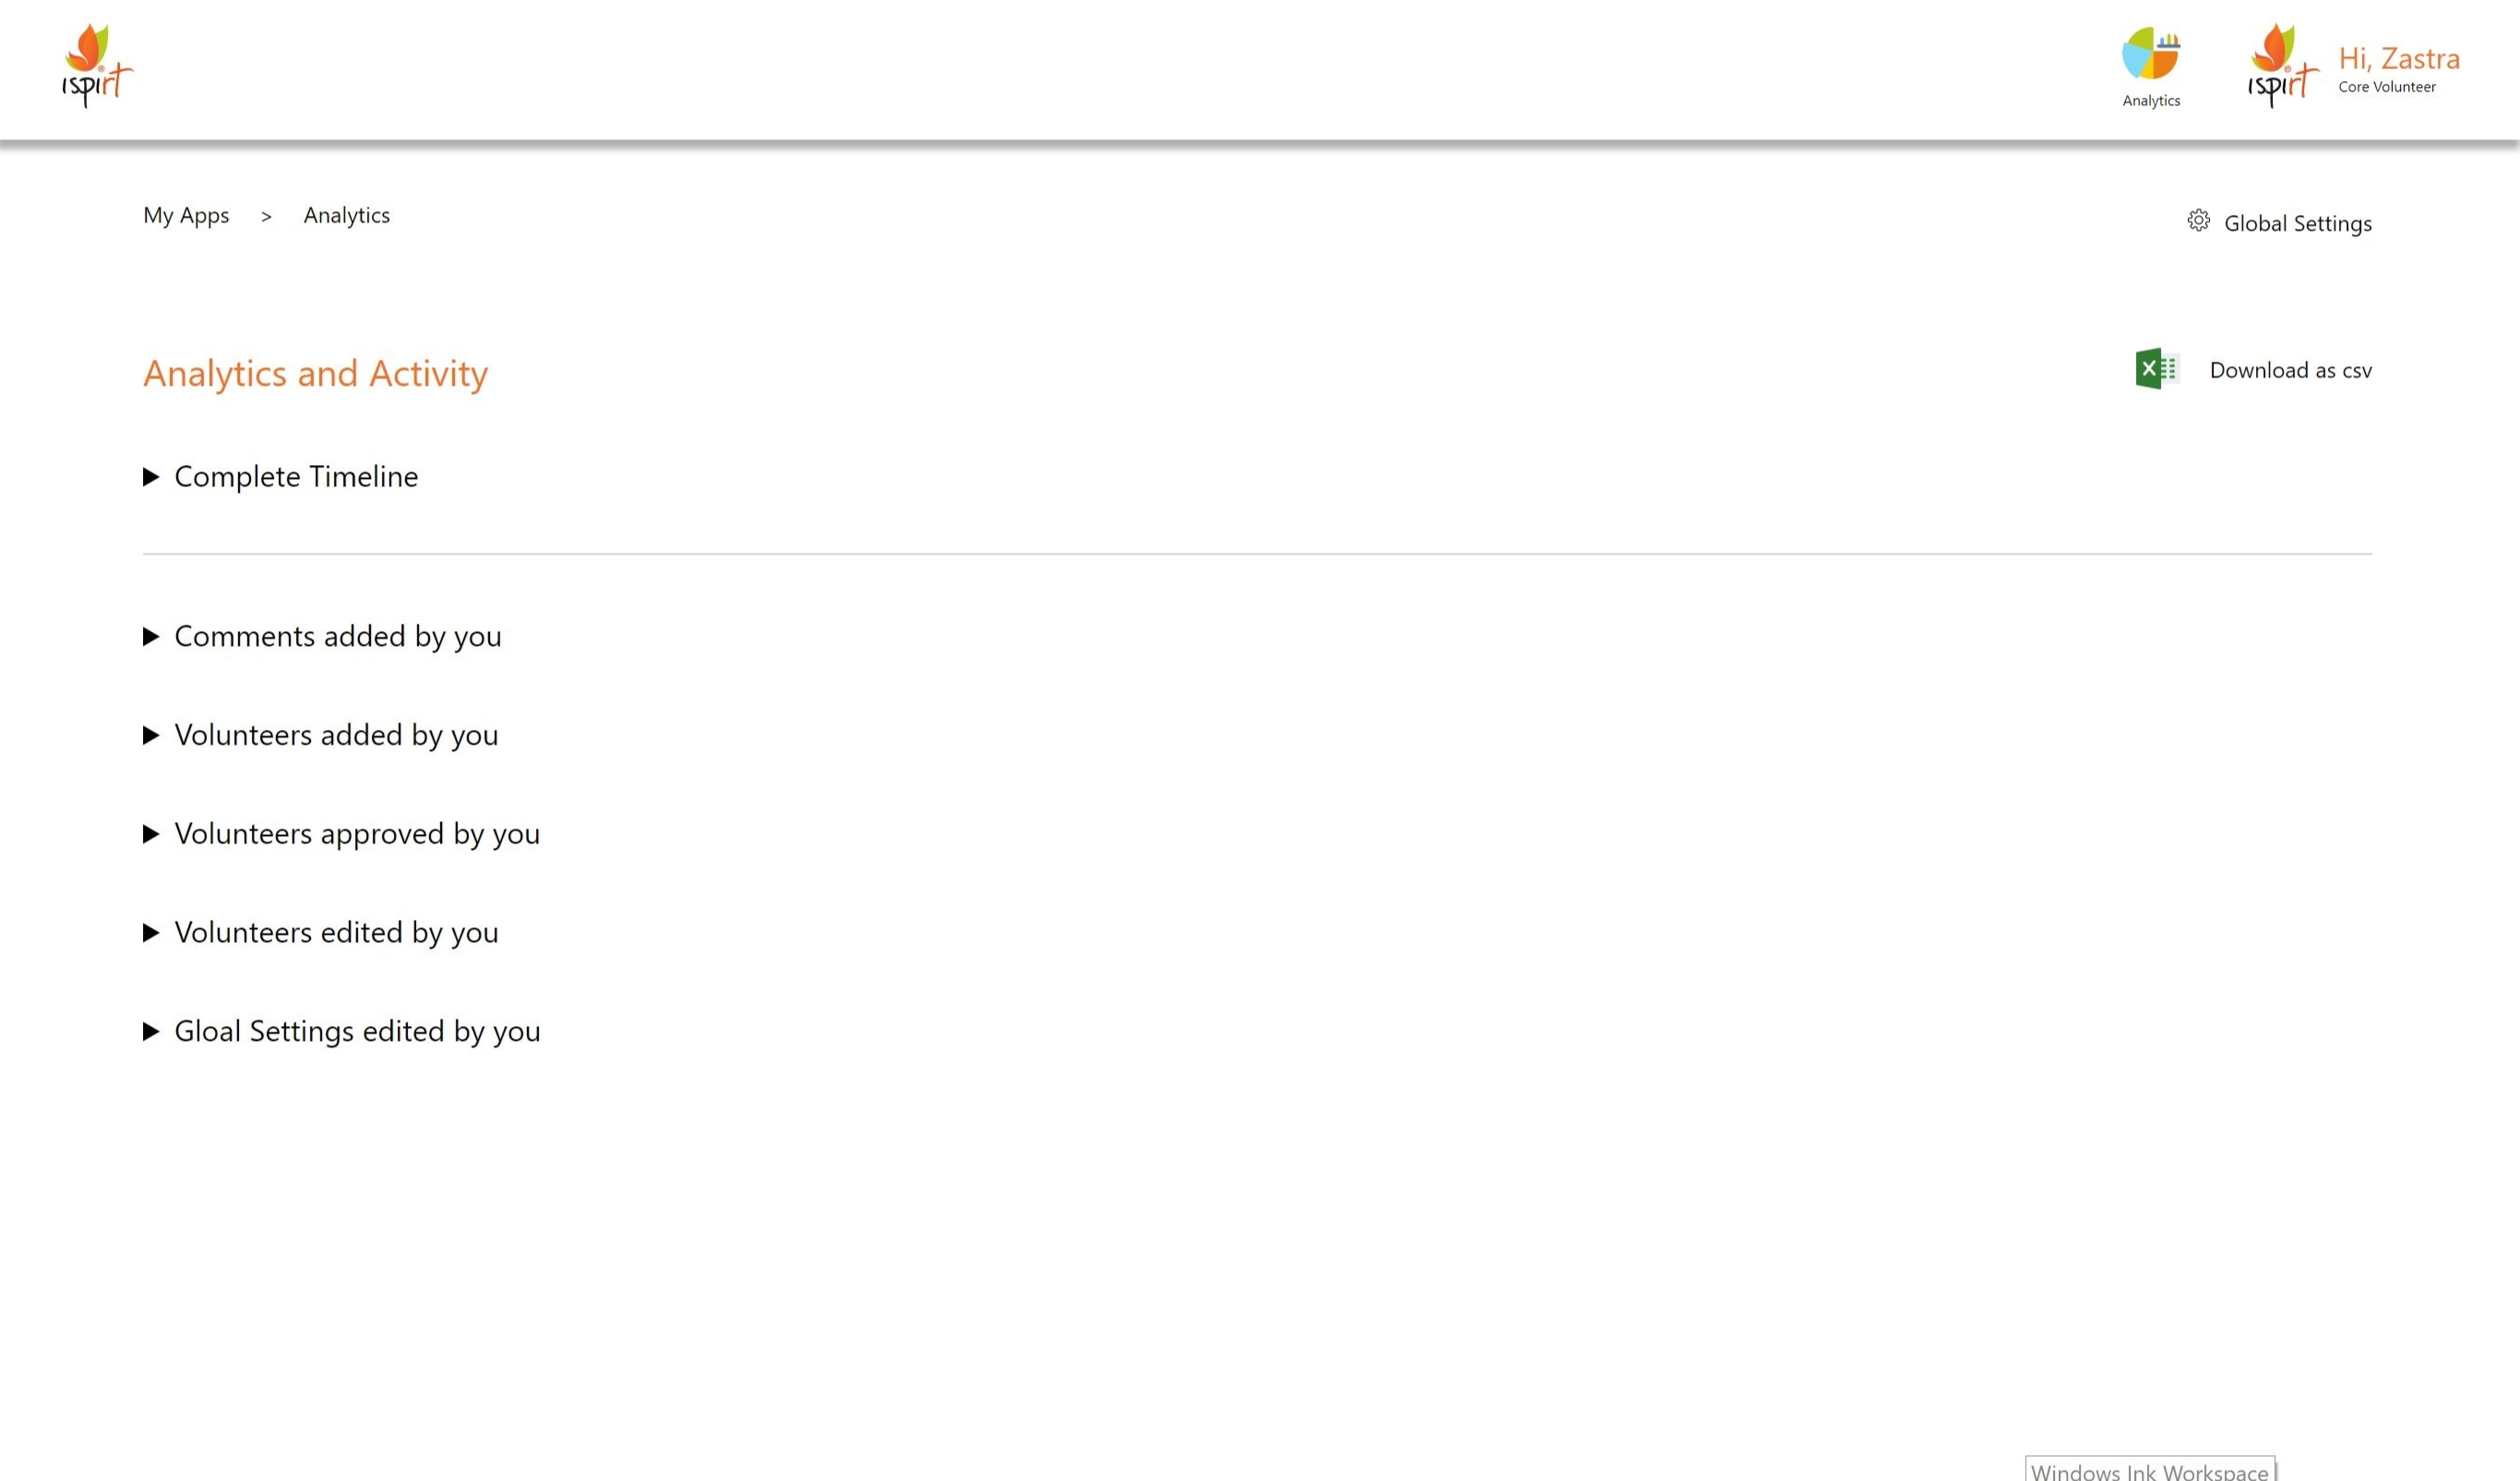 ıspırt
Analytics
ıspırt
Hi, Zastra
Core Volunteer
My Apps > Analytics
Global Settings
Analytics and Activity
Download as csv
Complete Timeline
Comments added by you
Volunteers added by you
Volunteers approved by you
Volunteers edited by you
Gloal Settings edited by you
Windows Ink Workspace